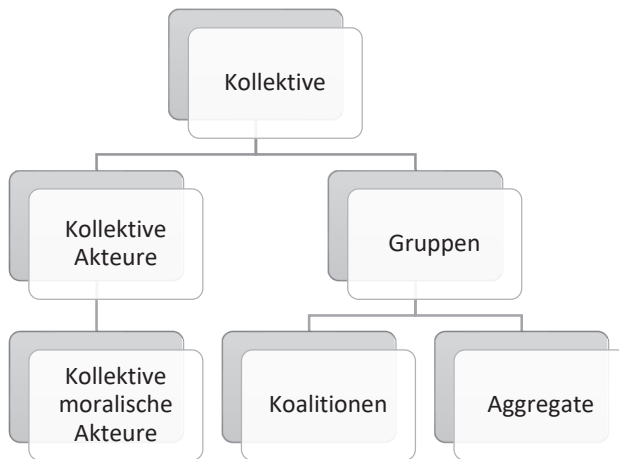 Kollektive
Kollektive
Akteure
Gruppen
Kollektive
moralische
Akteure
Koalitionen
Aggregate